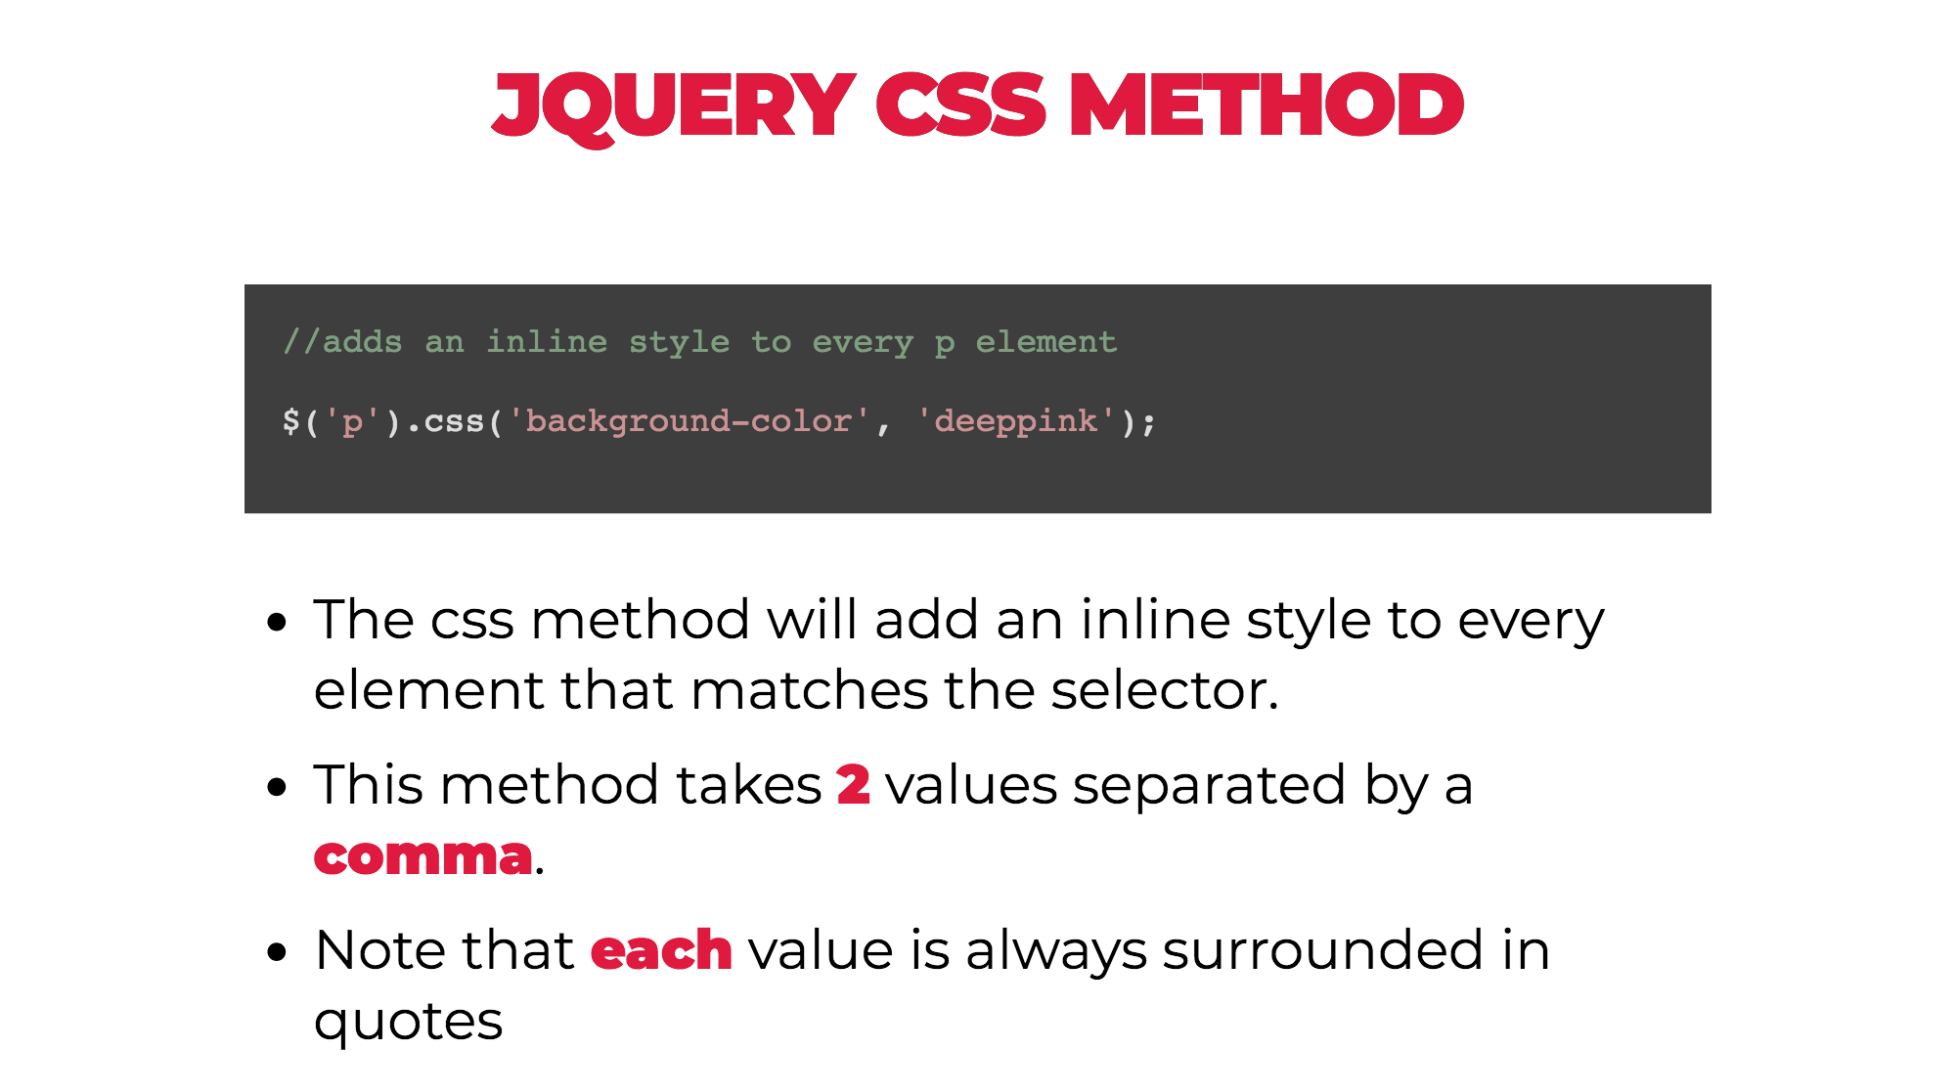 JQUERY CSS METHOD
//adds an inline style to every p element
$('p').css('background-color', 'deeppink');
• The css method will add an inline style to every
element that matches the selector.
• This method takes 2 values separated by a
comma.
• Note that each value is always surrounded in
quotes